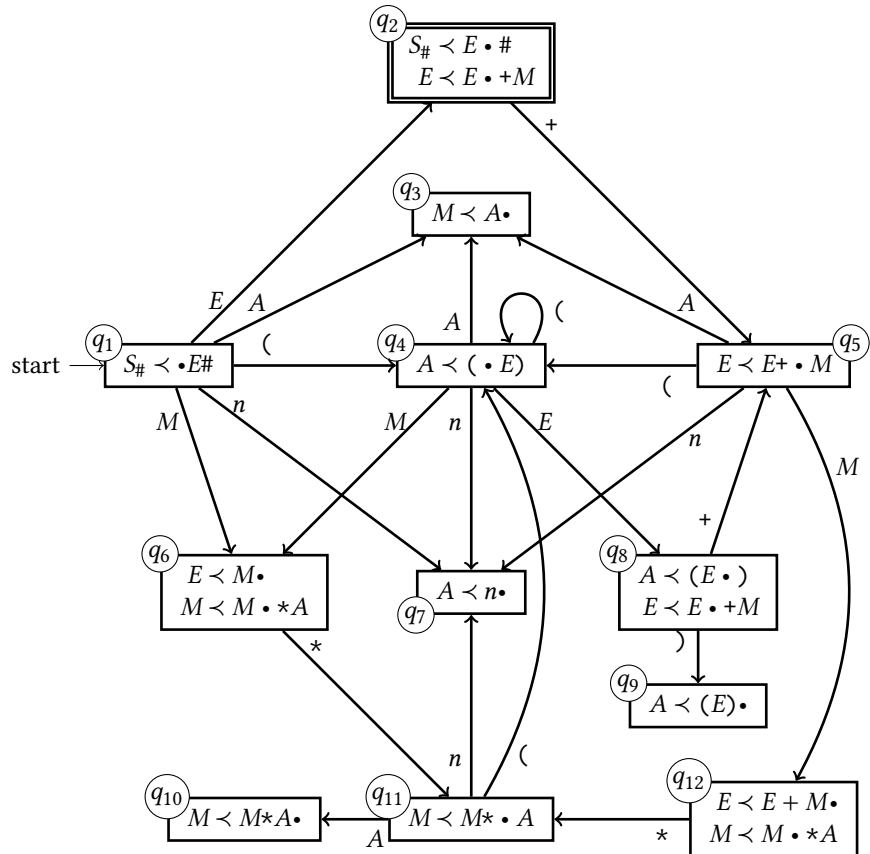 q2
S# ≺ E • #
E ≺ E • +M
+
q3
M ≺ A•
E
A
A
A
(
q1
start
S# ≺ •E#
(
q4
A ≺ ( • E)
q5
E ≺ E+ • M
(
M
n
M
n
E
n
M
+
q6
E ≺ M•
M ≺ M • *A
q7
A ≺ n•
q8
A ≺ (E • )
E ≺ E • +M
*
)
q9
A ≺ (E)•
n
(
q10
M ≺ M*A•
A
q11
M ≺ M* • A
*
q12
E ≺ E + M•
M ≺ M • *A